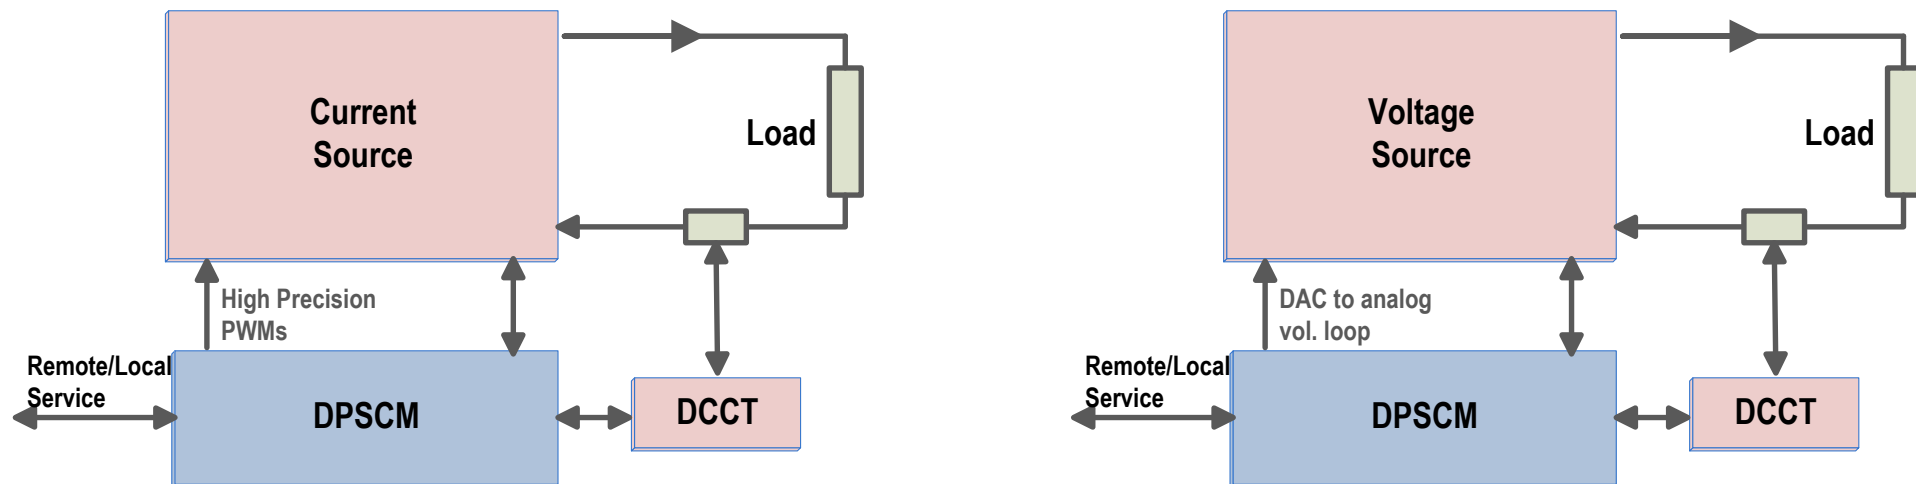 Current
Source
Load
High Precision
PWMs
Remote/Local
Service
DPSCM
DCCT
Voltage
Source
Load
DAC to analog
vol. loop
Remote/Local
Service
DPSCM
DCCT